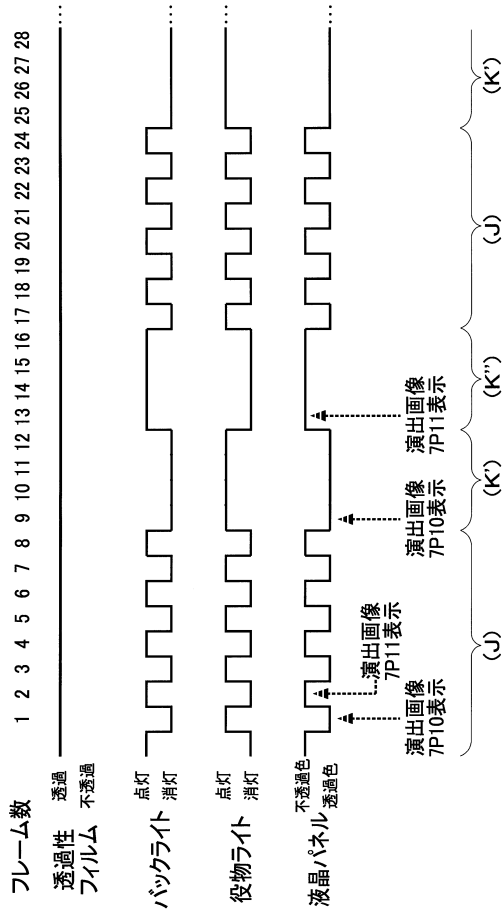 フレーム数 1 2 3 4 5 6 7 8 9 10 11 12 13 14 15 16 17 18 19 20 21 22 23 24 25 26 27 28 …
透過性
フィルム
透過
不透過
…
バックライト
点灯
消灯
…
役物ライト
点灯
消灯
…
液晶パネル
不透過色
透過色
…
演出画像
7P10表示
演出画像
7P11表示
演出画像
7P10表示
演出画像
7P11表示
(J) (K') (K'') (J) (K')